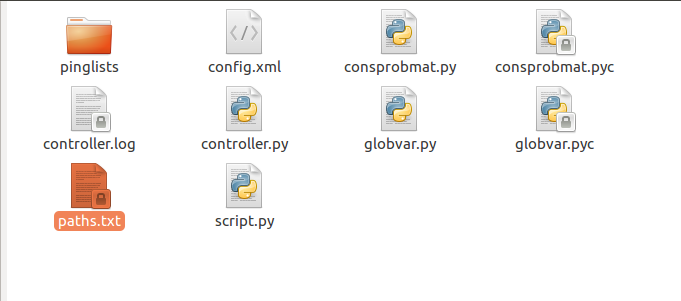 pinglists
config.xml
consprobmat.py
consprobmat.pyc
controller.log
controller.py
globvar.py
globvar.pyc
paths.txt
script.py